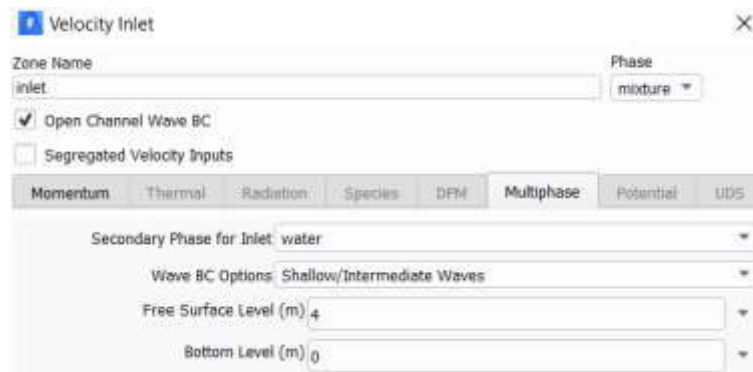 Velocity Inlet
Zone Name
Phase
inlet
mixture
Open Channel Wave BC
Segregated Velocity Inputs
Momentum Thermal Radiation Species DPM Multiphase Potential UDS
Secondary Phase for Inlet water
Wave BC Options Shallow/Intermediate Waves
Free Surface Level (m) 4
Bottom Level (m) 0